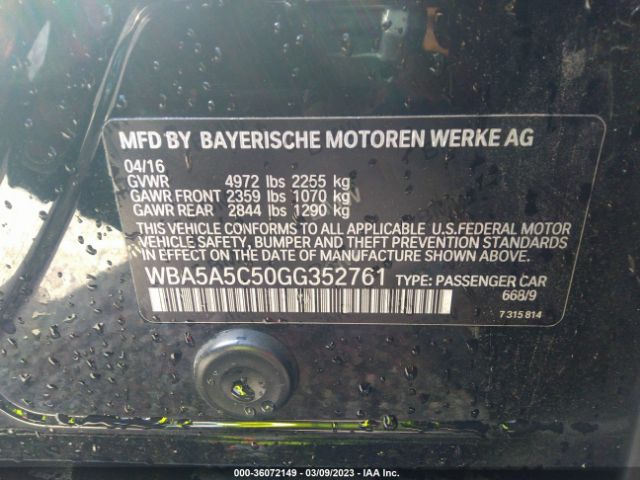 MFD BY BAYERISCHE MOTOREN WERKE AG
04/16
GVWR 4972 lbs 2255 kg
GAWR FRONT 2359 lbs 1070 kg
GAWR REAR 2844 lbs 1290 kg
THIS VEHICLE CONFORMS TO ALL APPLICABLE U.S.FEDERAL MOTOR
VEHICLE SAFETY, BUMPER AND THEFT PREVENTION STANDARDS
IN EFFECT ON THE DATE OF MANUFACTURE SHOWN ABOVE.
WBA5A5C50GG352761 TYPE: PASSENGER CAR
668/9
7 315 814
000-36072149 - 03/09/2023 - IAA Inc.